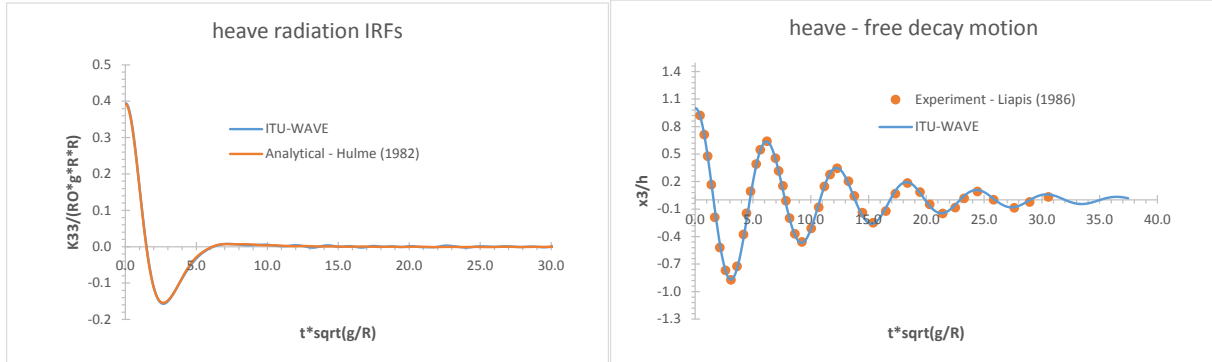 heave radiation IRFs
K33/(RO*g*R*R)
0.5
0.4
0.3
0.2
0.1
0.0
-0.1
-0.2
0.0 5.0 10.0 15.0 20.0 25.0 30.0
ITU-WAVE
Analytical - Hulme (1982)
t*sqrt(g/R)
heave - free decay motion
x3/h
1.4
1.1
0.8
0.5
0.2
-0.1
-0.4
-0.7
-1.0
-1.3
0.0 5.0 10.0 15.0 20.0 25.0 30.0 35.0 40.0
Experiment - Liapis (1986)
ITU-WAVE
t*sqrt(g/R)